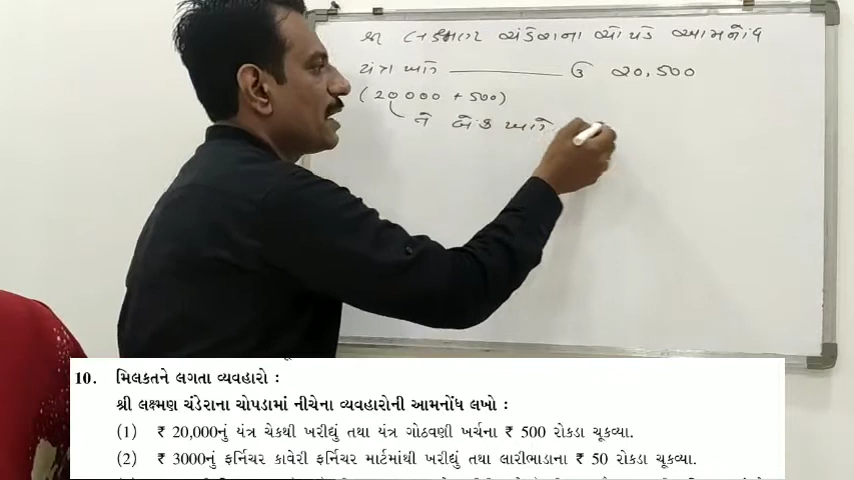 શ્રી લક્ષ્મણ ચંડેરાના ચોપડે આમનોંધ
યંત્ર ખાતે ઉ 20,500
(20000 + 500)
તે બેંક ખાતે
10. મિલકતને લગતા વ્યવહારો :
શ્રી લક્ષ્મણ ચંડેરાના ચોપડામાં નીચેના વ્યવહારોની આમનોંધ લખો :
(1) ₹ 20,000નું યંત્ર ચેકથી ખરીદ્યું તથા યંત્ર ગોઠવણી ખર્ચના ₹ 500 રોકડા ચૂકવ્યા.
(2) ₹ 3000નું ફર્નિચર કાવેરી ફર્નિચર માર્ટમાંથી ખરીદ્યું તથા લારીભાડાના ₹ 50 રોકડા ચૂકવ્યા.